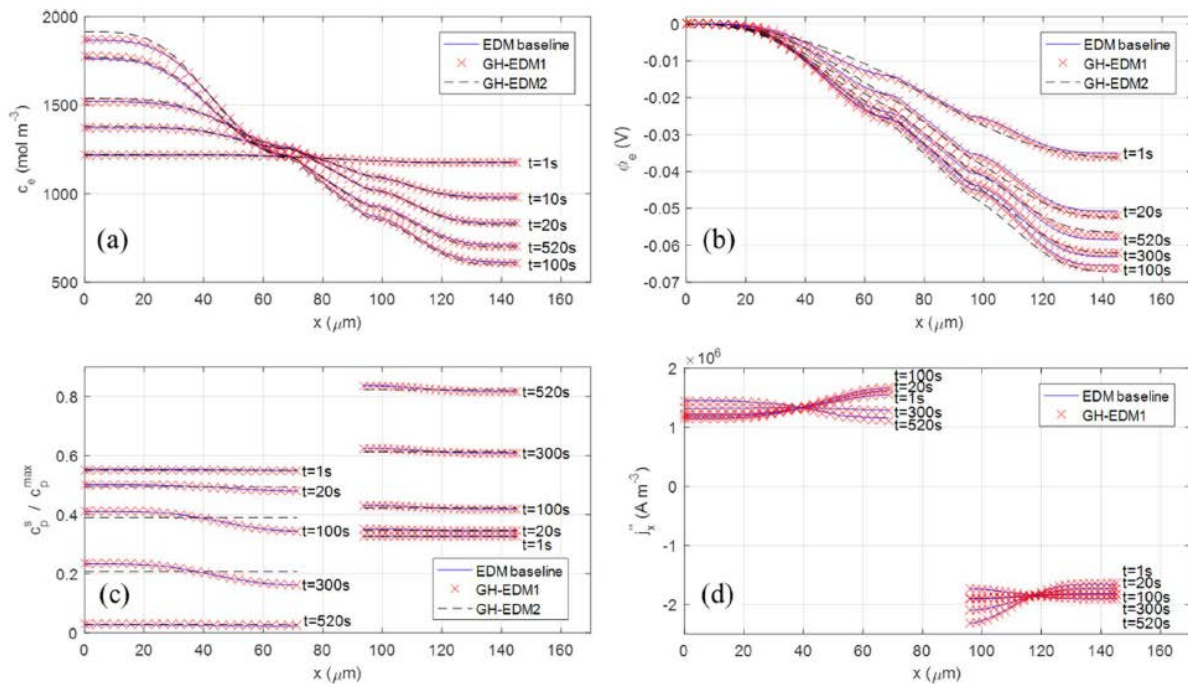 2000
1500
1000
500
c_e (mol m⁻³)
EDM baseline
GH-EDM1
GH-EDM2
t=1s
t=10s
t=20s
t=520s
t=100s
(a)
0 20 40 60 80 100 120 140 160
x (μm)
0
-0.01
-0.02
-0.03
-0.04
-0.05
-0.06
-0.07
ϕ_e (V)
EDM baseline
GH-EDM1
GH-EDM2
t=1s
t=20s
t=520s
t=300s
t=100s
(b)
0 20 40 60 80 100 120 140 160
x (μm)
0.8
0.6
0.4
0.2
0
c_p^s / c_p^max
t=520s
t=300s
t=1s
t=20s
t=100s
t=100s
t=20s
t=1s
t=300s
t=520s
EDM baseline
GH-EDM1
GH-EDM2
(c)
0 20 40 60 80 100 120 140 160
x (μm)
× 10⁶
2
1
0
-1
-2
j_x''' (A m⁻³)
t=100s
t=20s
t=1s
t=300s
t=520s
EDM baseline
GH-EDM1
t=1s
t=20s
t=100s
t=300s
t=520s
(d)
0 20 40 60 80 100 120 140 160
x (μm)